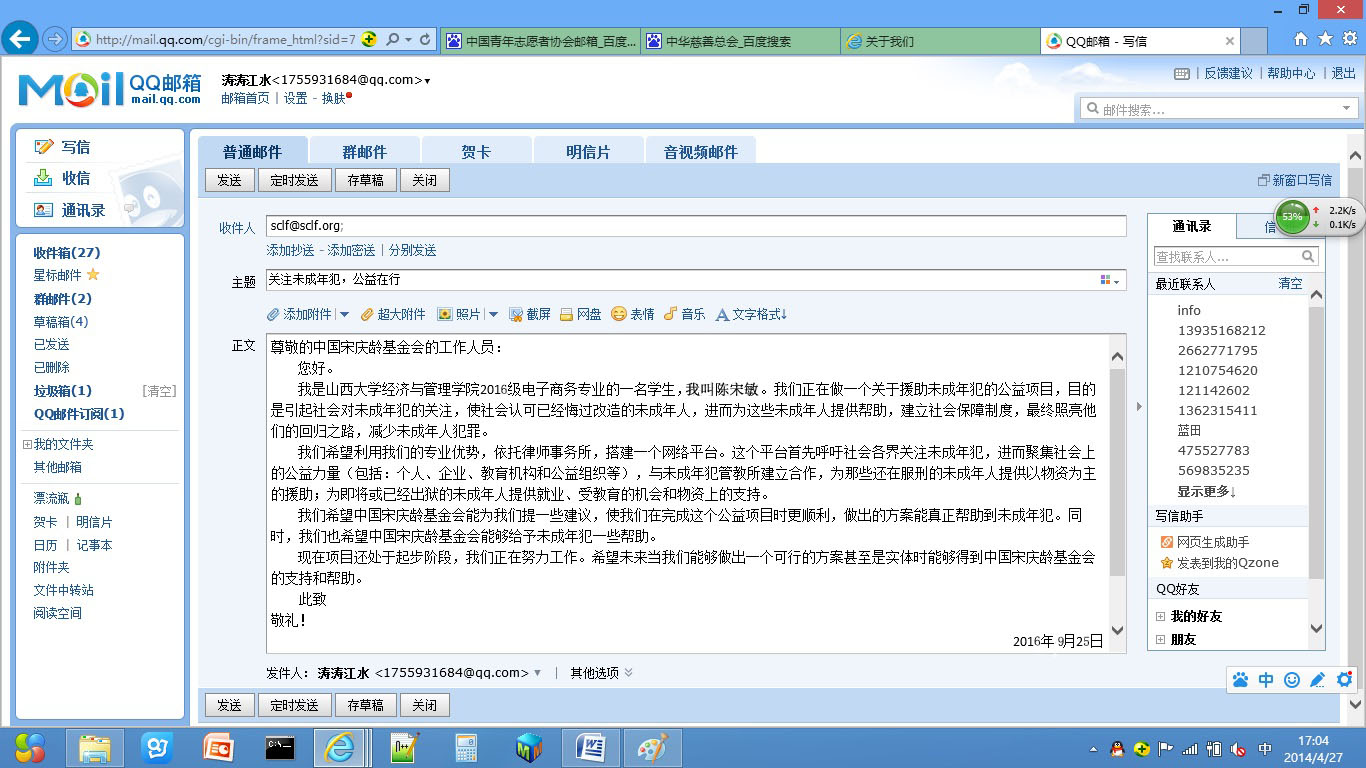 http://mail.qq.com/cgi-bin/frame_html?sid=7
中国青年志愿者协会邮箱_百度...
中华慈善总会_百度搜索
关于我们
QQ邮箱 - 写信
Mail QQ邮箱
mail.qq.com
涛涛江水<1755931684@qq.com>
邮箱首页 | 设置 - 换肤
反馈建议 | 帮助中心 | 退出
邮件搜索...
写信
收信
通讯录
收件箱(27)
星标邮件
群邮件(2)
草稿箱(4)
已发送
已删除
垃圾箱(1) [清空]
QQ邮件订阅(1)
我的文件夹
其他邮箱
漂流瓶
贺卡 | 明信片
日历 | 记事本
附件夹
文件中转站
阅读空间
普通邮件 群邮件 贺卡 明信片 音视频邮件
发送 定时发送 存草稿 关闭
新窗口写信
收件人 sclf@sclf.org;
添加抄送 - 添加密送 | 分别发送
主题 关注未成年犯，公益在行
添加附件 | 超大附件 照片 | 截屏 网盘 表情 音乐 文字格式↓
正文
尊敬的中国宋庆龄基金会的工作人员：
您好。
我是山西大学经济与管理学院2016级电子商务专业的一名学生，我叫陈宋敏。我们正在做一个关于援助未成年犯的公益项目，目的
是引起社会对未成年犯的关注，使社会认可已经悔过改造的未成年人，进而为这些未成年人提供帮助，建立社会保障制度，最终照亮他
们的回归之路，减少未成年人犯罪。
我们希望利用我们的专业优势，依托律师事务所，搭建一个网络平台。这个平台首先呼吁社会各界关注未成年犯，进而聚集社会上
的公益力量（包括：个人、企业、教育机构和公益组织等），与未成年犯管教所建立合作，为那些还在服刑的未成年人提供以物资为主
的援助；为即将或已经出狱的未成年人提供就业、受教育的机会和物资上的支持。
我们希望中国宋庆龄基金会能为我们提一些建议，使我们在完成这个公益项目时更顺利，做出的方案能真正帮助到未成年犯。同
时，我们也希望中国宋庆龄基金会能够给予未成年犯一些帮助。
现在项目还处于起步阶段，我们正在努力工作。希望未来当我们能够做出一个可行的方案甚至是实体时能够得到中国宋庆龄基金会
的支持和帮助。
此致
敬礼！
2016年 9月25日
发件人：涛涛江水 <1755931684@qq.com> | 其他选项
发送 定时发送 存草稿 关闭
通讯录 信
53% 2.2K/s
0.1K/s
查找联系人...
最近联系人 清空
info
13935168212
2662771795
1210754620
121142602
1362315411
蓝田
475527783
569835235
显示更多↓
写信助手
网页生成助手
发表到我的Qzone
QQ好友
我的好友
朋友
中
C:\
中
17:04
2014/4/27